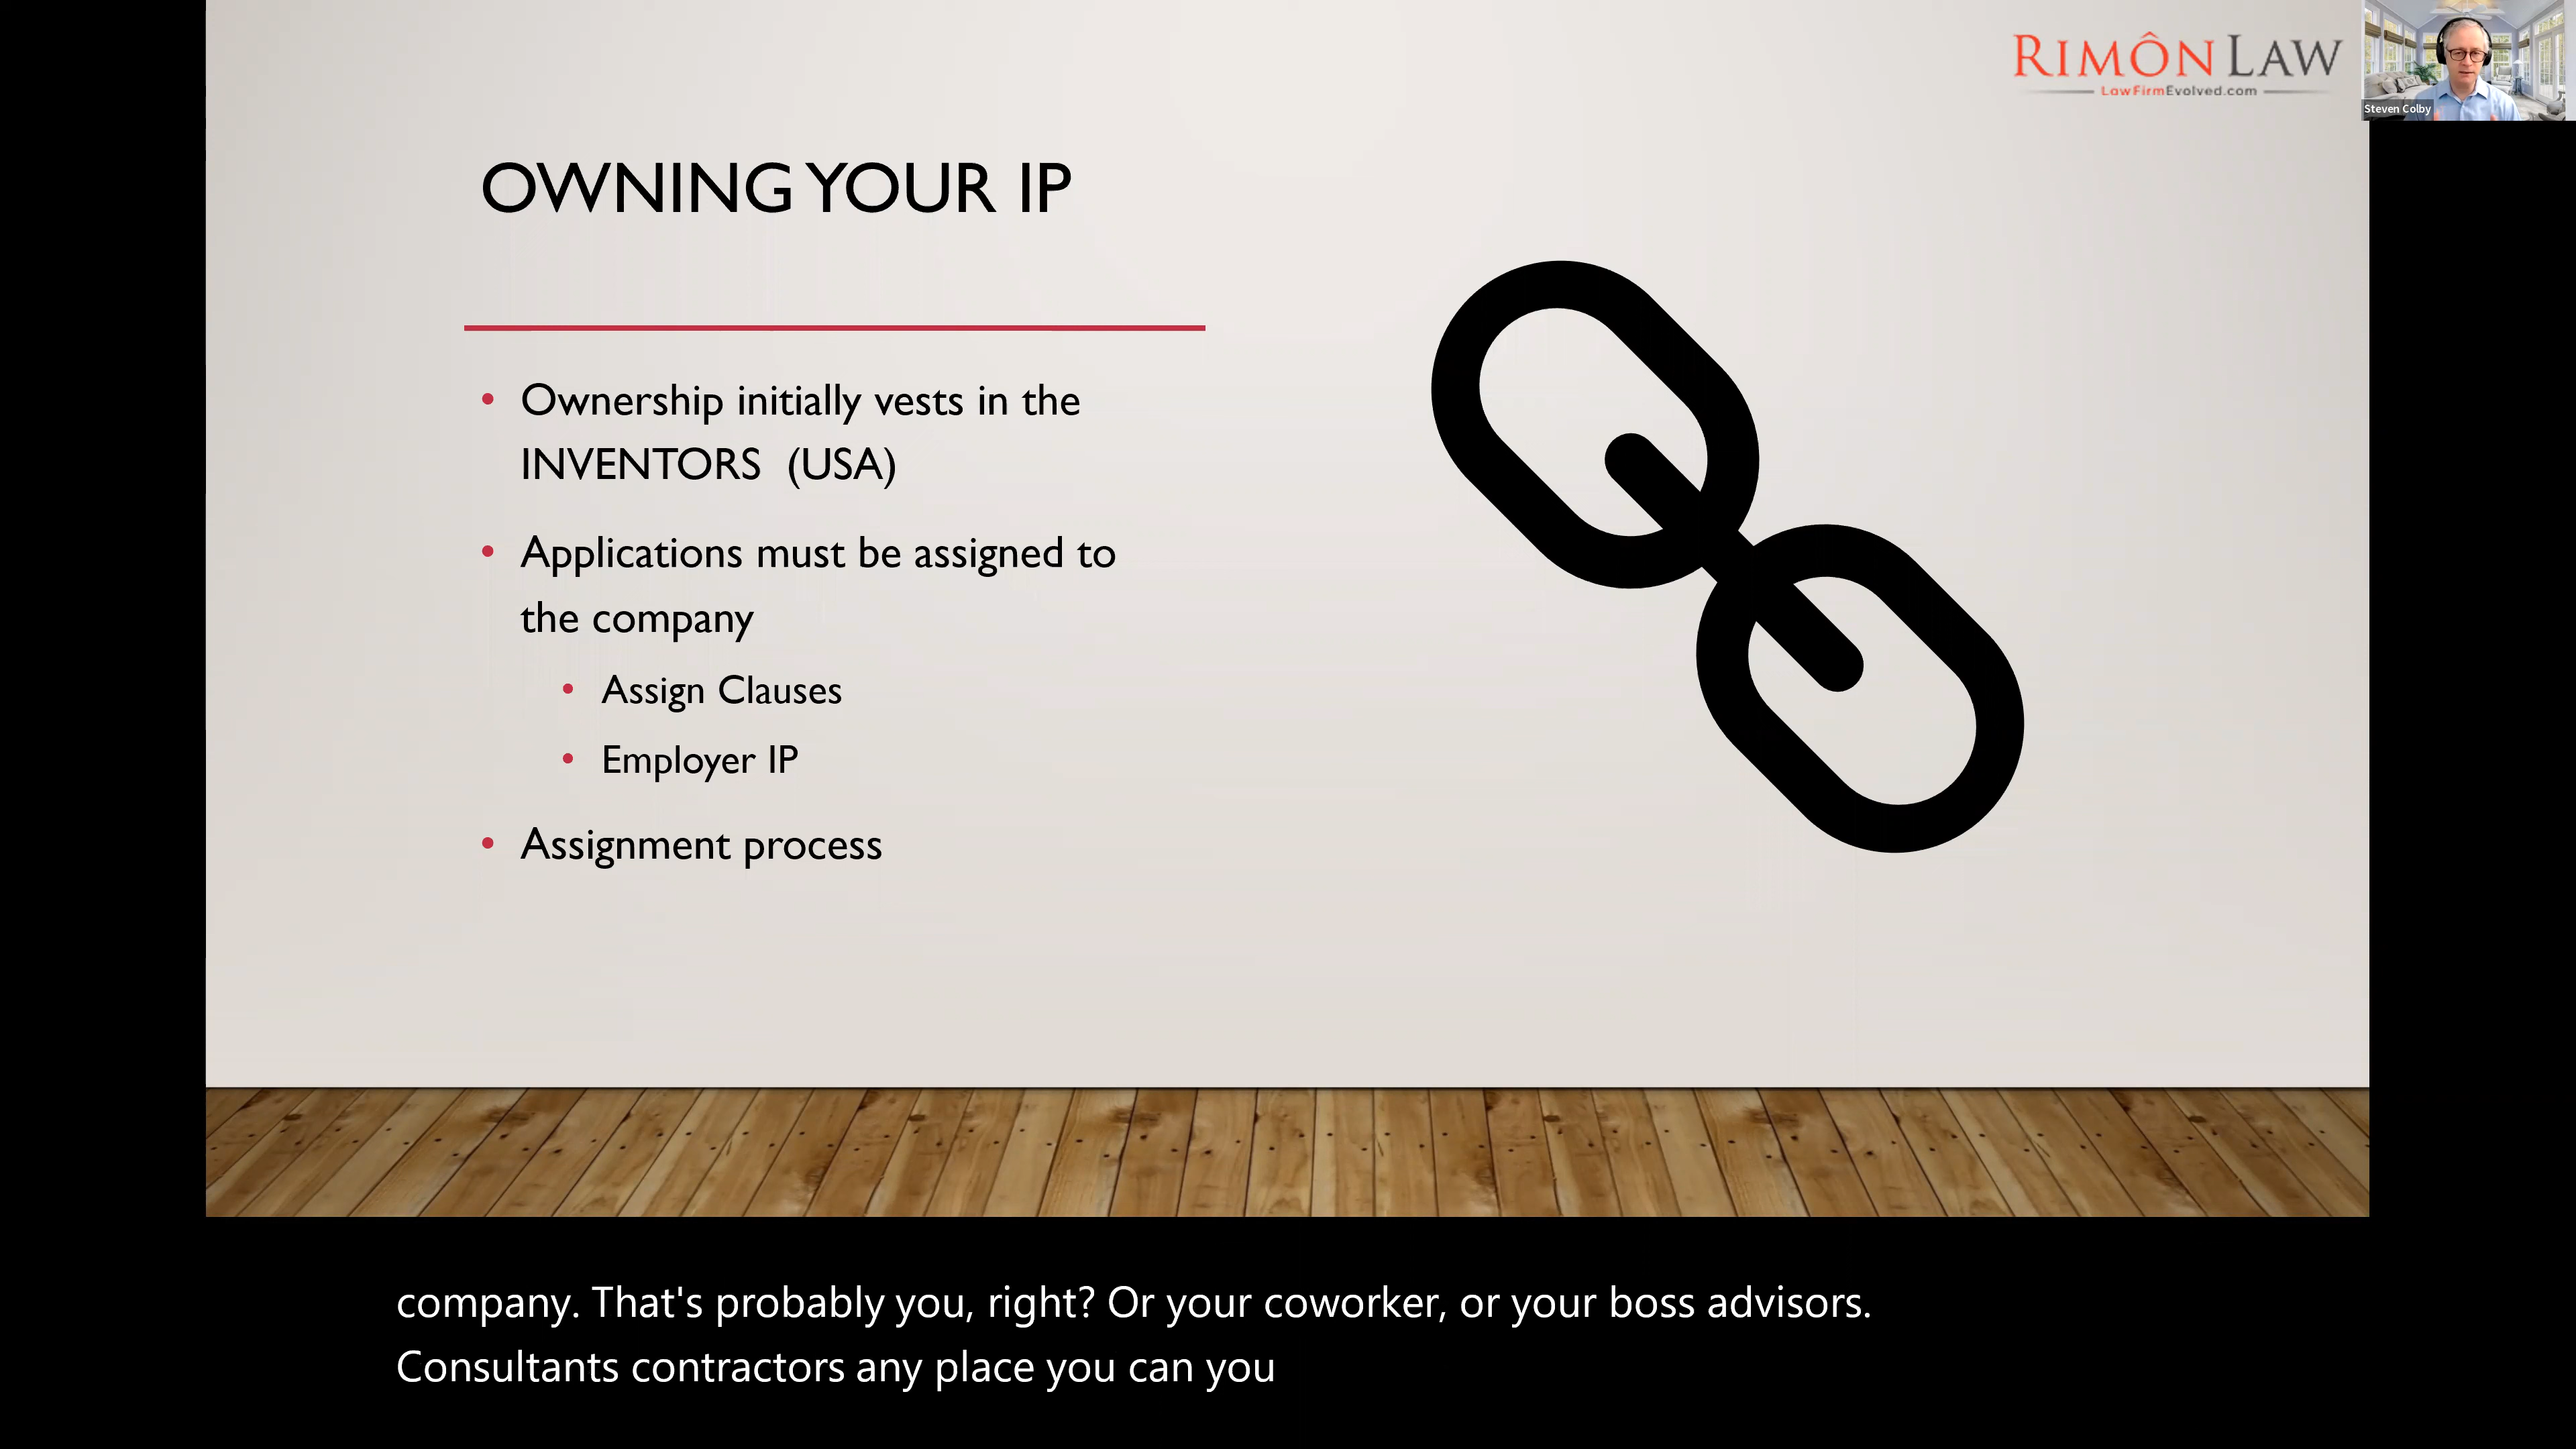 RIMÔN LAW
LawFirmEvolved.com
Steven Colby
OWNING YOUR IP
• Ownership initially vests in the
INVENTORS (USA)
• Applications must be assigned to
the company
• Assign Clauses
• Employer IP
• Assignment process
company. That's probably you, right? Or your coworker, or your boss advisors.
Consultants contractors any place you can you